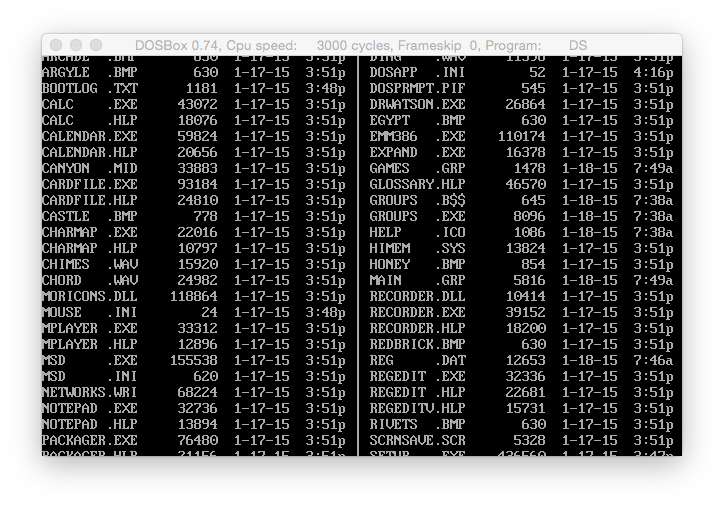 DOSBox 0.74, Cpu speed: 3000 cycles, Frameskip 0, Program: DS
ARCADE .BMP 630 1-17-15 3:51p
ARGYLE .BMP 630 1-17-15 3:51p
BOOTLOG .TXT 1181 1-17-15 3:48p
CALC .EXE 43072 1-17-15 3:51p
CALC .HLP 18076 1-17-15 3:51p
CALENDAR.EXE 59824 1-17-15 3:51p
CALENDAR.HLP 20656 1-17-15 3:51p
CANYON .MID 33883 1-17-15 3:51p
CARDFILE.EXE 93184 1-17-15 3:51p
CARDFILE.HLP 24810 1-17-15 3:51p
CASTLE .BMP 778 1-17-15 3:51p
CHARMAP .EXE 22016 1-17-15 3:51p
CHARMAP .HLP 10797 1-17-15 3:51p
CHIMES .WAV 15920 1-17-15 3:51p
CHORD .WAV 24982 1-17-15 3:51p
MORICONS.DLL 118864 1-17-15 3:51p
MOUSE .INI 24 1-17-15 3:48p
MPLAYER .EXE 33312 1-17-15 3:51p
MPLAYER .HLP 12896 1-17-15 3:51p
MSD .EXE 155538 1-17-15 3:51p
MSD .INI 620 1-17-15 3:51p
NETWORKS.WRI 68224 1-17-15 3:51p
NOTEPAD .EXE 32736 1-17-15 3:51p
NOTEPAD .HLP 13894 1-17-15 3:51p
PACKAGER.EXE 76480 1-17-15 3:51p
PACKAGER.HLP 21156 1-17-15 3:51p
DING .WAV 11598 1-17-15 3:51p
DOSAPP .INI 52 1-17-15 4:16p
DOSPRMPT.PIF 545 1-17-15 3:51p
DRWATSON.EXE 26864 1-17-15 3:51p
EGYPT .BMP 630 1-17-15 3:51p
EMM386 .EXE 110174 1-17-15 3:51p
EXPAND .EXE 16378 1-17-15 3:51p
GAMES .GRP 1478 1-18-15 7:49a
GLOSSARY.HLP 46570 1-17-15 3:51p
GROUPS .B$$ 645 1-18-15 7:38a
GROUPS .EXE 8096 1-18-15 7:38a
HELP .ICO 1086 1-18-15 7:38a
HIMEM .SYS 13824 1-17-15 3:51p
HONEY .BMP 854 1-17-15 3:51p
MAIN .GRP 5816 1-18-15 7:49a
RECORDER.DLL 10414 1-17-15 3:51p
RECORDER.EXE 39152 1-17-15 3:51p
RECORDER.HLP 18200 1-17-15 3:51p
REDBRICK.BMP 630 1-17-15 3:51p
REG .DAT 12653 1-18-15 7:46a
REGEDIT .EXE 32336 1-17-15 3:51p
REGEDIT .HLP 22681 1-17-15 3:51p
REGEDITV.HLP 15731 1-17-15 3:51p
RIVETS .BMP 630 1-17-15 3:51p
SCRNSAVE.SCR 5328 1-17-15 3:51p
SETUP .EXE 1-17-15 3:47p